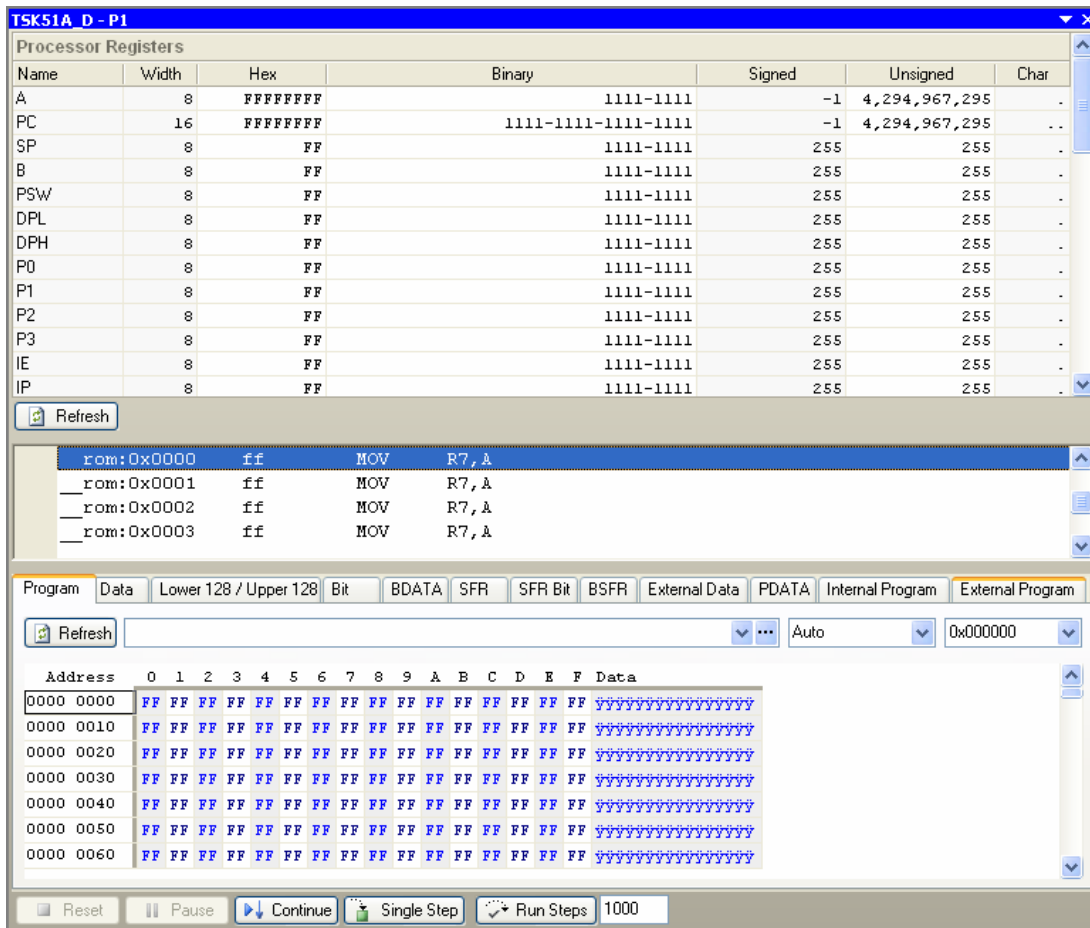 TSK51A_D - P1
Processor Registers
Name Width Hex Binary Signed Unsigned Char
A 8 FFFFFFFF 1111-1111 -1 4,294,967,295 .
PC 16 FFFFFFFF 1111-1111-1111-1111 -1 4,294,967,295 ..
SP 8 FF 1111-1111 255 255 .
B 8 FF 1111-1111 255 255 .
PSW 8 FF 1111-1111 255 255 .
DPL 8 FF 1111-1111 255 255 .
DPH 8 FF 1111-1111 255 255 .
P0 8 FF 1111-1111 255 255 .
P1 8 FF 1111-1111 255 255 .
P2 8 FF 1111-1111 255 255 .
P3 8 FF 1111-1111 255 255 .
IE 8 FF 1111-1111 255 255 .
IP 8 FF 1111-1111 255 255 .
Refresh
rom:0x0000 ff MOV R7,A
__rom:0x0001 ff MOV R7,A
__rom:0x0002 ff MOV R7,A
__rom:0x0003 ff MOV R7,A
Program Data Lower 128 / Upper 128 Bit BDATA SFR SFR Bit BSFR External Data PDATA Internal Program External Program
Refresh ... Auto 0x000000
Address 0 1 2 3 4 5 6 7 8 9 A B C D E F Data
0000 0000 FF FF FF FF FF FF FF FF FF FF FF FF FF FF FF FF ÿÿÿÿÿÿÿÿÿÿÿÿÿÿÿÿ
0000 0010 FF FF FF FF FF FF FF FF FF FF FF FF FF FF FF FF ÿÿÿÿÿÿÿÿÿÿÿÿÿÿÿÿ
0000 0020 FF FF FF FF FF FF FF FF FF FF FF FF FF FF FF FF ÿÿÿÿÿÿÿÿÿÿÿÿÿÿÿÿ
0000 0030 FF FF FF FF FF FF FF FF FF FF FF FF FF FF FF FF ÿÿÿÿÿÿÿÿÿÿÿÿÿÿÿÿ
0000 0040 FF FF FF FF FF FF FF FF FF FF FF FF FF FF FF FF ÿÿÿÿÿÿÿÿÿÿÿÿÿÿÿÿ
0000 0050 FF FF FF FF FF FF FF FF FF FF FF FF FF FF FF FF ÿÿÿÿÿÿÿÿÿÿÿÿÿÿÿÿ
0000 0060 FF FF FF FF FF FF FF FF FF FF FF FF FF FF FF FF ÿÿÿÿÿÿÿÿÿÿÿÿÿÿÿÿ
Reset Pause Continue Single Step Run Steps 1000